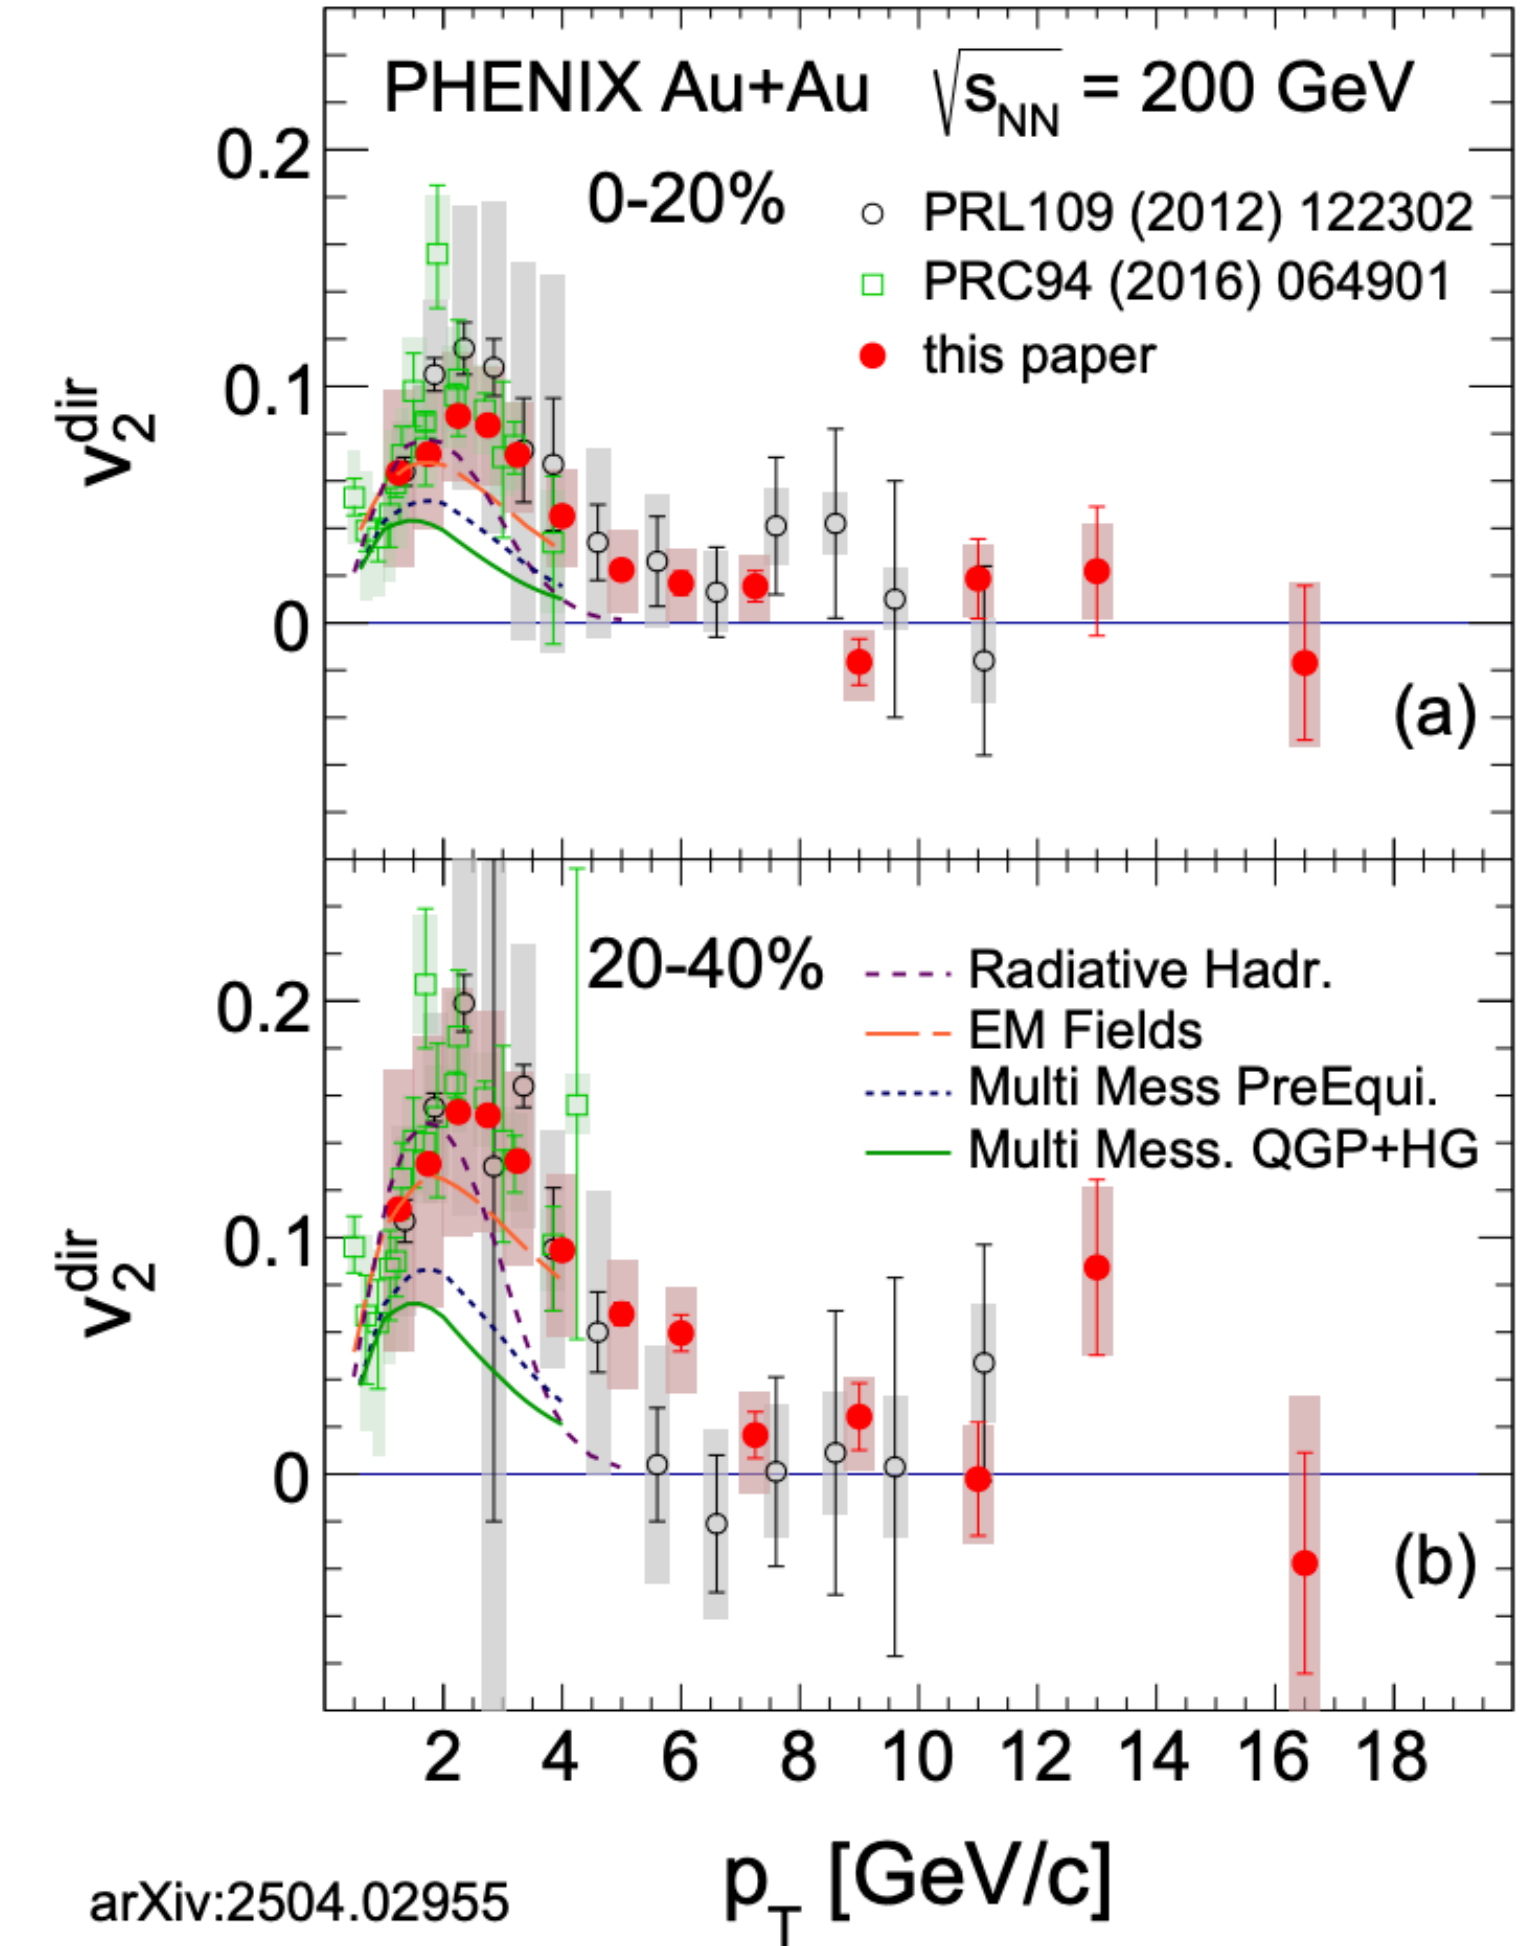 PHENIX Au+Au √sNN = 200 GeV
0-20%
PRL109 (2012) 122302
PRC94 (2016) 064901
this paper
0.2
0.1
0
v2dir
(a)
20-40%
Radiative Hadr.
EM Fields
Multi Mess PreEqui.
Multi Mess. QGP+HG
0.2
0.1
0
v2dir
(b)
2 4 6 8 10 12 14 16 18
pT [GeV/c]
arXiv:2504.02955